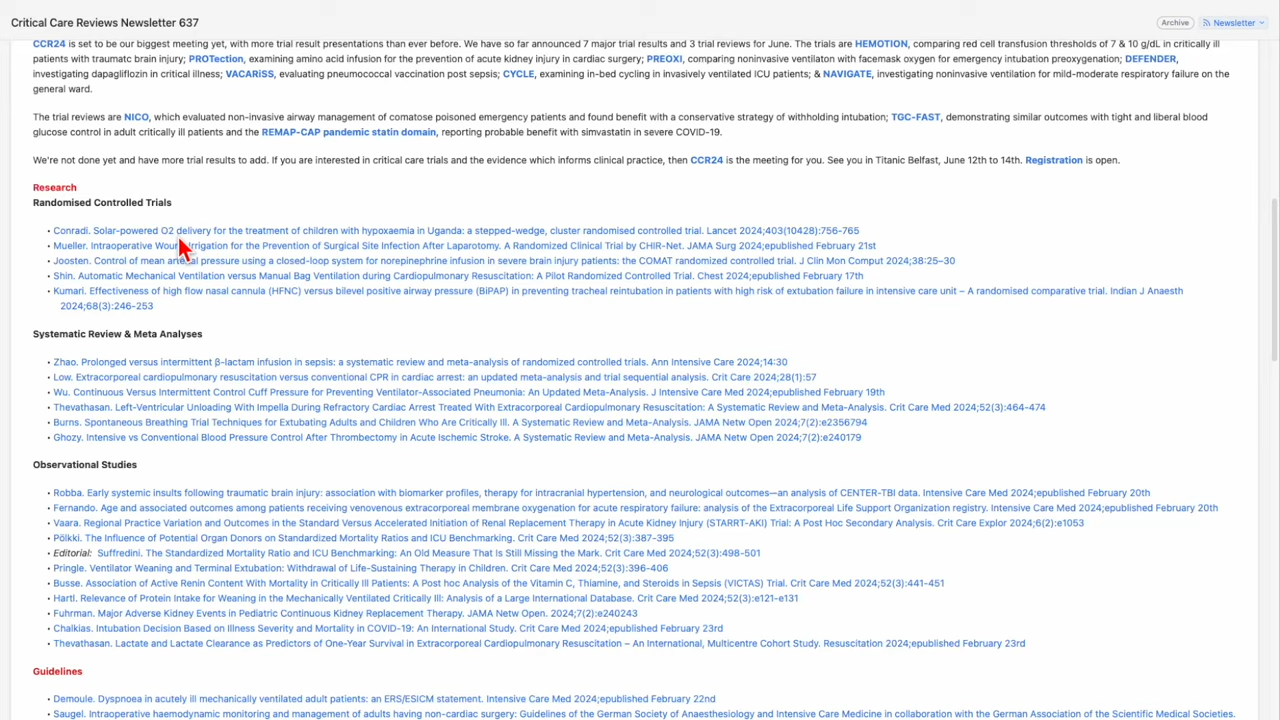 Critical Care Reviews Newsletter 637
Archive
Newsletter
CCR24 is set to be our biggest meeting yet, with more trial result presentations than ever before. We have so far announced 7 major trial results and 3 trial reviews for June. The trials are HEMOTION, comparing red cell transfusion thresholds of 7 & 10 g/dL in critically ill
patients with traumatc brain injury; PROTection, examining amino acid infusion for the prevention of acute kidney injury in cardiac surgery; PREOXI, comparing noninvasive ventilaton with facemask oxygen for emergency intubation preoxygenation; DEFENDER,
investigating dapagliflozin in critical illness; VACARiSS, evaluating pneumococcal vaccination post sepsis; CYCLE, examining in-bed cycling in invasively ventilated ICU patients; & NAVIGATE, investigating noninvasive ventilation for mild-moderate respiratory failure on the
general ward.
The trial reviews are NICO, which evaluated non-invasive airway management of comatose poisoned emergency patients and found benefit with a conservative strategy of withholding intubation; TGC-FAST, demonstrating similar outcomes with tight and liberal blood
glucose control in adult critically ill patients and the REMAP-CAP pandemic statin domain, reporting probable benefit with simvastatin in severe COVID-19.
We're not done yet and have more trial results to add. If you are interested in critical care trials and the evidence which informs clinical practice, then CCR24 is the meeting for you. See you in Titanic Belfast, June 12th to 14th. Registration is open.
Research
Randomised Controlled Trials
• Conradi. Solar-powered O2 delivery for the treatment of children with hypoxaemia in Uganda: a stepped-wedge, cluster randomised controlled trial. Lancet 2024;403(10428):756-765
• Mueller. Intraoperative Wound Irrigation for the Prevention of Surgical Site Infection After Laparotomy. A Randomized Clinical Trial by CHIR-Net. JAMA Surg 2024;epublished February 21st
• Joosten. Control of mean arterial pressure using a closed-loop system for norepinephrine infusion in severe brain injury patients: the COMAT randomized controlled trial. J Clin Mon Comput 2024;38:25–30
• Shin. Automatic Mechanical Ventilation versus Manual Bag Ventilation during Cardiopulmonary Resuscitation: A Pilot Randomized Controlled Trial. Chest 2024;epublished February 17th
• Kumari. Effectiveness of high flow nasal cannula (HFNC) versus bilevel positive airway pressure (BiPAP) in preventing tracheal reintubation in patients with high risk of extubation failure in intensive care unit – A randomised comparative trial. Indian J Anaesth
2024;68(3):246-253
Systematic Review & Meta Analyses
• Zhao. Prolonged versus intermittent β-lactam infusion in sepsis: a systematic review and meta-analysis of randomized controlled trials. Ann Intensive Care 2024;14:30
• Low. Extracorporeal cardiopulmonary resuscitation versus conventional CPR in cardiac arrest: an updated meta-analysis and trial sequential analysis. Crit Care 2024;28(1):57
• Wu. Continuous Versus Intermittent Control Cuff Pressure for Preventing Ventilator-Associated Pneumonia: An Updated Meta-Analysis. J Intensive Care Med 2024;epublished February 19th
• Thevathasan. Left-Ventricular Unloading With Impella During Refractory Cardiac Arrest Treated With Extracorporeal Cardiopulmonary Resuscitation: A Systematic Review and Meta-Analysis. Crit Care Med 2024;52(3):464-474
• Burns. Spontaneous Breathing Trial Techniques for Extubating Adults and Children Who Are Critically Ill. A Systematic Review and Meta-Analysis. JAMA Netw Open 2024;7(2):e2356794
• Ghozy. Intensive vs Conventional Blood Pressure Control After Thrombectomy in Acute Ischemic Stroke. A Systematic Review and Meta-Analysis. JAMA Netw Open 2024;7(2):e240179
Observational Studies
• Robba. Early systemic insults following traumatic brain injury: association with biomarker profiles, therapy for intracranial hypertension, and neurological outcomes—an analysis of CENTER-TBI data. Intensive Care Med 2024;epublished February 20th
• Fernando. Age and associated outcomes among patients receiving venovenous extracorporeal membrane oxygenation for acute respiratory failure: analysis of the Extracorporeal Life Support Organization registry. Intensive Care Med 2024;epublished February 20th
• Vaara. Regional Practice Variation and Outcomes in the Standard Versus Accelerated Initiation of Renal Replacement Therapy in Acute Kidney Injury (STARRT-AKI) Trial: A Post Hoc Secondary Analysis. Crit Care Explor 2024;6(2):e1053
• Pölkki. The Influence of Potential Organ Donors on Standardized Mortality Ratios and ICU Benchmarking. Crit Care Med 2024;52(3):387-395
• Editorial: Suffredini. The Standardized Mortality Ratio and ICU Benchmarking: An Old Measure That Is Still Missing the Mark. Crit Care Med 2024;52(3):498-501
• Pringle. Ventilator Weaning and Terminal Extubation: Withdrawal of Life-Sustaining Therapy in Children. Crit Care Med 2024;52(3):396-406
• Busse. Association of Active Renin Content With Mortality in Critically Ill Patients: A Post hoc Analysis of the Vitamin C, Thiamine, and Steroids in Sepsis (VICTAS) Trial. Crit Care Med 2024;52(3):441-451
• Hartl. Relevance of Protein Intake for Weaning in the Mechanically Ventilated Critically Ill: Analysis of a Large International Database. Crit Care Med 2024;52(3):e121-e131
• Fuhrman. Major Adverse Kidney Events in Pediatric Continuous Kidney Replacement Therapy. JAMA Netw Open. 2024;7(2):e240243
• Chalkias. Intubation Decision Based on Illness Severity and Mortality in COVID-19: An International Study. Crit Care Med 2024;epublished February 23rd
• Thevathasan. Lactate and Lactate Clearance as Predictors of One-Year Survival in Extracorporeal Cardiopulmonary Resuscitation – An International, Multicentre Cohort Study. Resuscitation 2024;epublished February 23rd
Guidelines
• Demoule. Dyspnoea in acutely ill mechanically ventilated adult patients: an ERS/ESICM statement. Intensive Care Med 2024;epublished February 22nd
• Saugel. Intraoperative haemodynamic monitoring and management of adults having non-cardiac surgery: Guidelines of the German Society of Anaesthesiology and Intensive Care Medicine in collaboration with the German Association of the Scientific Medical Societies.